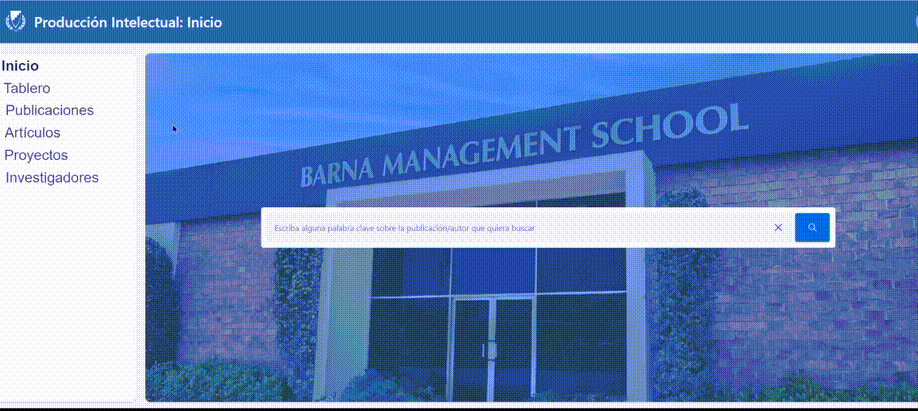 Producción Intelectual: Inicio
Inicio
Tablero
Publicaciones
Artículos
Proyectos
Investigadores
BARNA MANAGEMENT SCHOOL
Escriba alguna palabra clave sobre la publicación/autor que quiera buscar